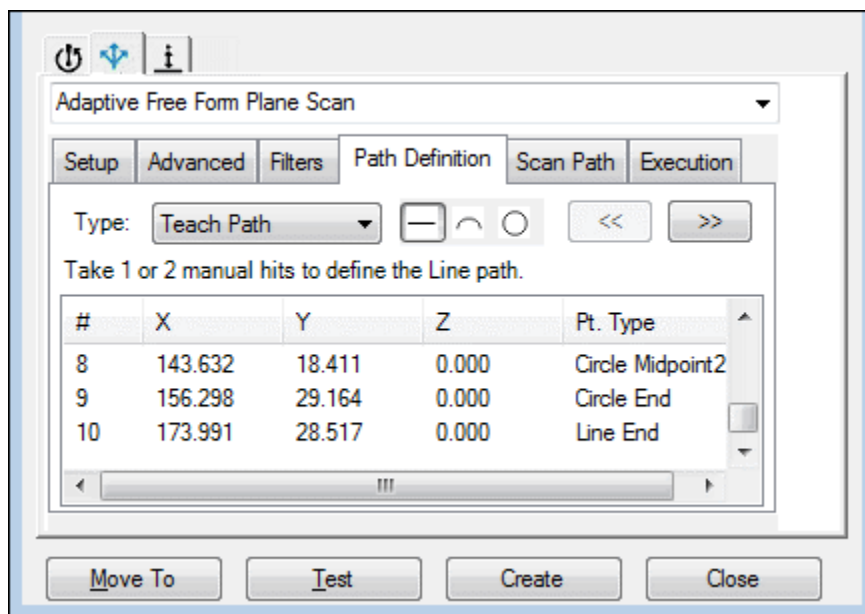 Adaptive Free Form Plane Scan
Setup Advanced Filters Path Definition Scan Path Execution
Type: Teach Path << >>
Take 1 or 2 manual hits to define the Line path.
# X Y Z Pt. Type
8 143.632 18.411 0.000 Circle Midpoint2
9 156.298 29.164 0.000 Circle End
10 173.991 28.517 0.000 Line End
Move To Test Create Close